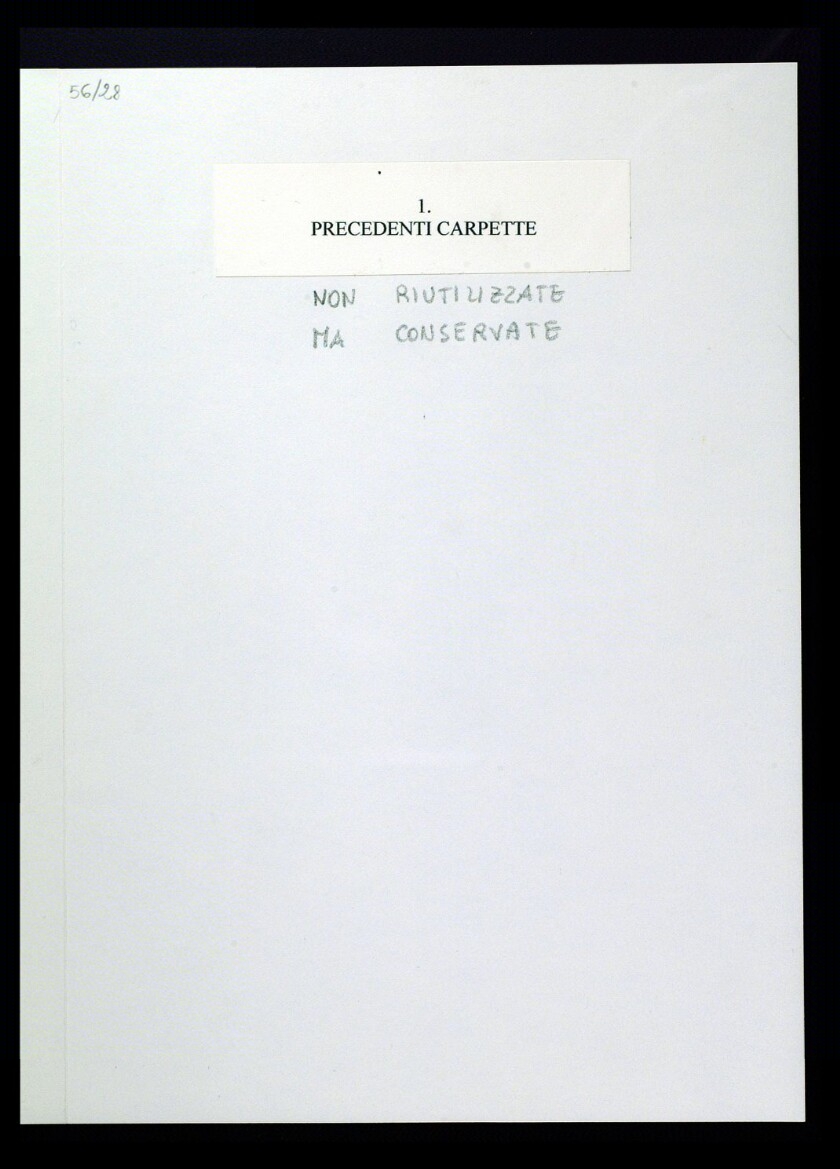 56/28
1.
PRECEDENTI CARPETTE
NON RIUTILIZZATE
MA CONSERVATE